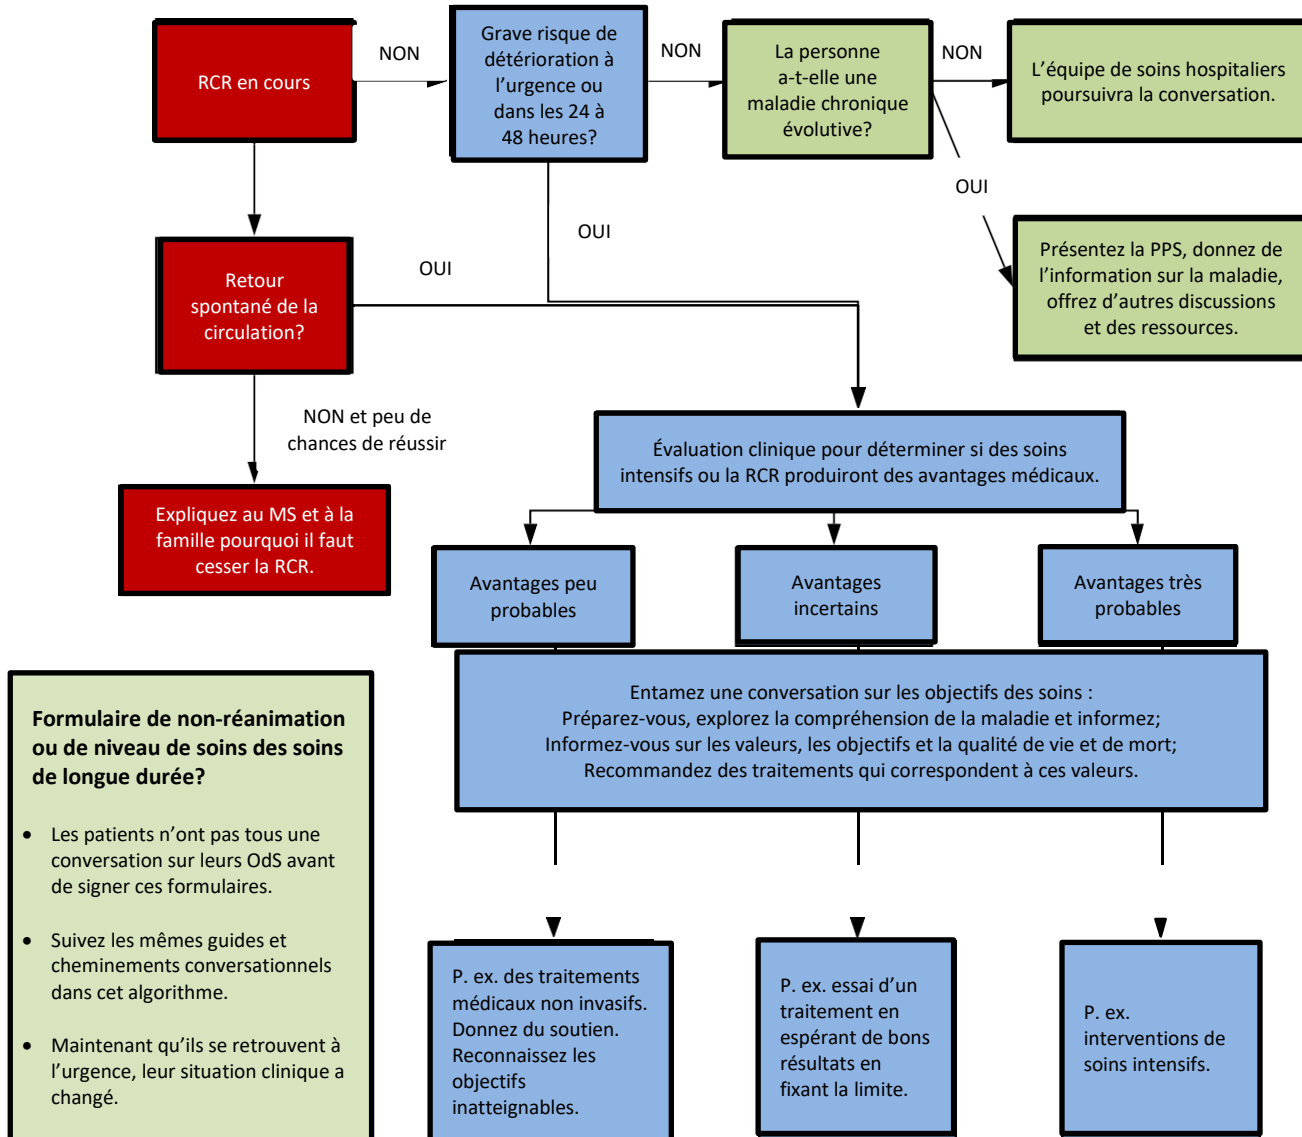 RCR en cours
NON
Grave risque de
détérioration à
l’urgence ou
dans les 24 à
48 heures?
NON
La personne
a-t-elle une
maladie chronique
évolutive?
NON
L’équipe de soins hospitaliers
poursuivra la conversation.
OUI
Présentez la PPS, donnez de
l’information sur la maladie,
offrez d’autres discussions
et des ressources.
OUI
Retour
spontané de la
circulation?
OUI
NON et peu de
chances de réussir
Expliquez au MS et à la
famille pourquoi il faut
cesser la RCR.
Évaluation clinique pour déterminer si des soins
intensifs ou la RCR produiront des avantages médicaux.
Avantages peu
probables
Avantages
incertains
Avantages très
probables
Entamez une conversation sur les objectifs des soins :
Préparez-vous, explorez la compréhension de la maladie et informez;
Informez-vous sur les valeurs, les objectifs et la qualité de vie et de mort;
Recommandez des traitements qui correspondent à ces valeurs.
P. ex. des traitements
médicaux non invasifs.
Donnez du soutien.
Reconnaissez les
objectifs
inatteignables.
P. ex. essai d’un
traitement en
espérant de bons
résultats en
fixant la limite.
P. ex.
interventions de
soins intensifs.
Formulaire de non-réanimation
ou de niveau de soins des soins
de longue durée?
• Les patients n’ont pas tous une
conversation sur leurs OdS avant
de signer ces formulaires.
• Suivez les mêmes guides et
cheminements conversationnels
dans cet algorithme.
• Maintenant qu’ils se retrouvent à
l’urgence, leur situation clinique a
changé.